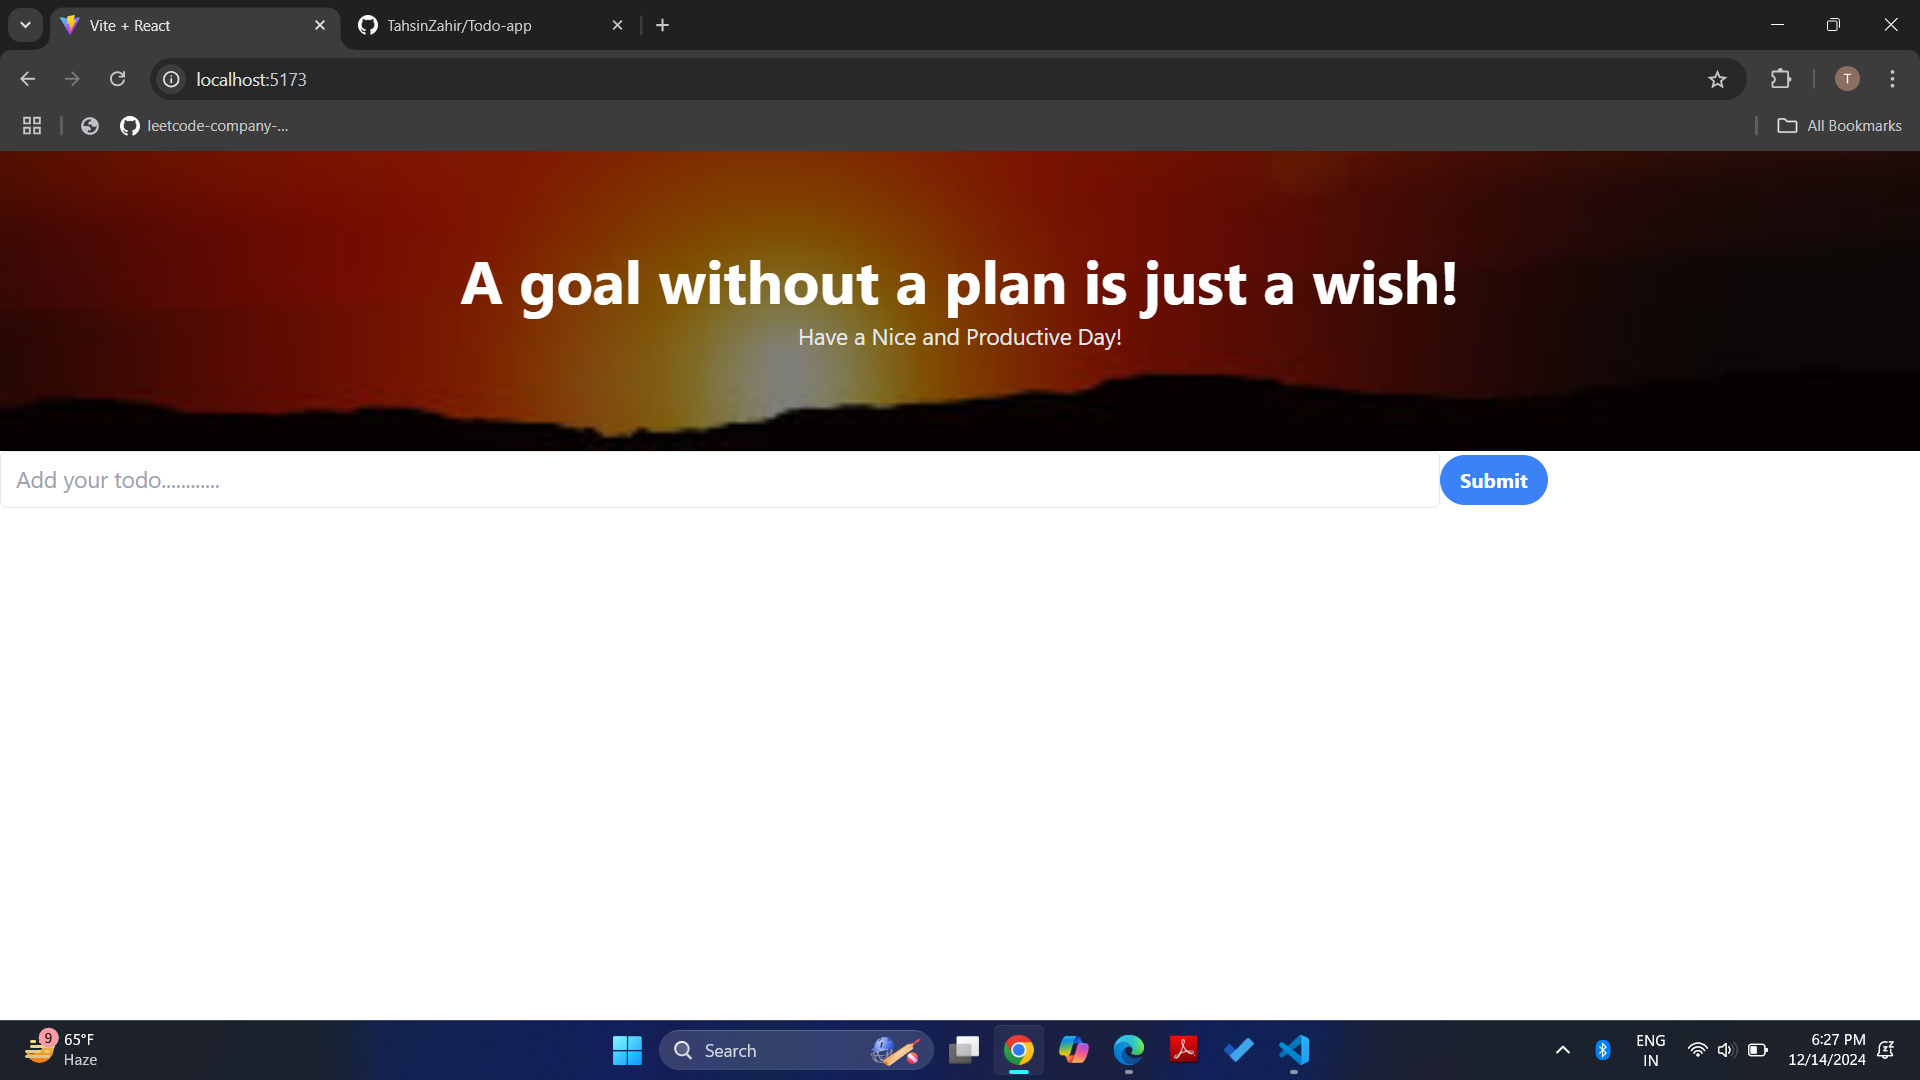 Vite + React
TahsinZahir/Todo-app
localhost:5173
T
leetcode-company-...
All Bookmarks
A goal without a plan is just a wish!
Have a Nice and Productive Day!
Add your todo............
Submit
9
65°F
Haze
Search
ENG
IN
6:27 PM
12/14/2024